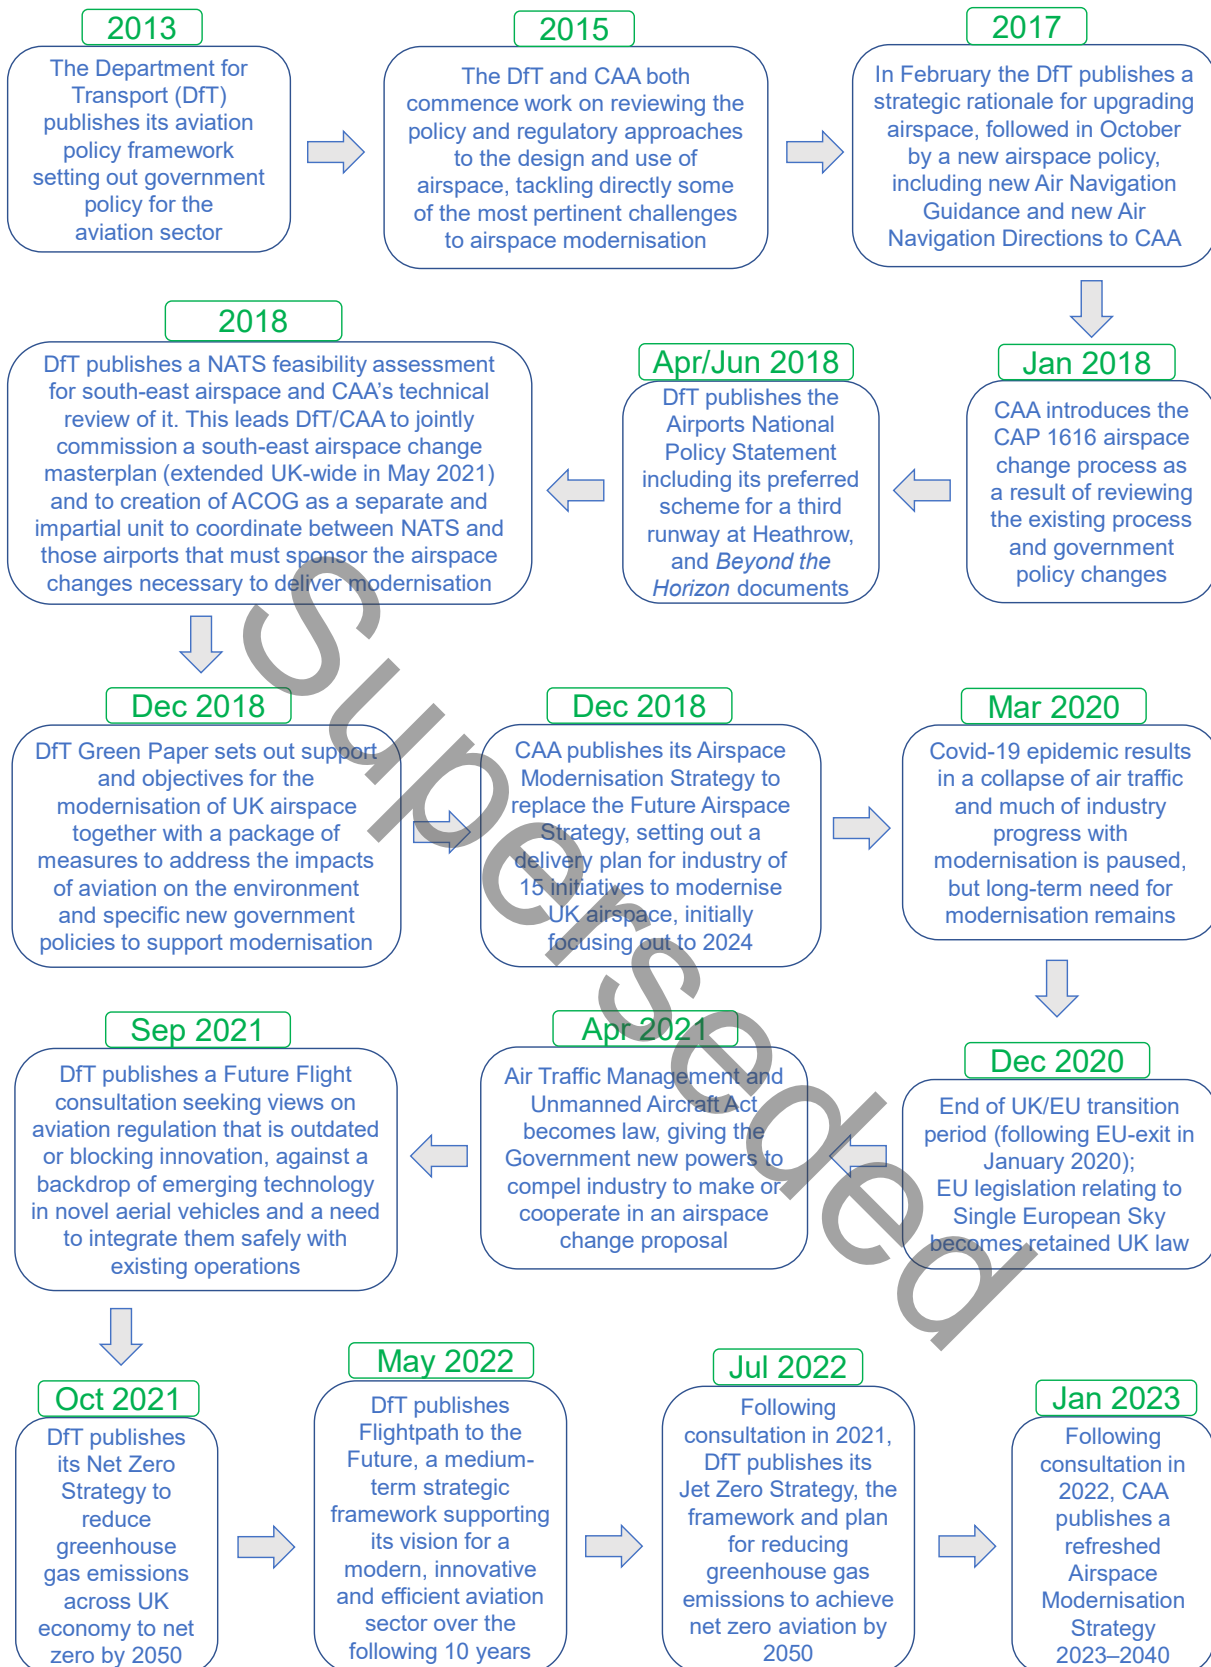 2013
The Department for
Transport (DfT)
publishes its aviation
policy framework
setting out government
policy for the
aviation sector
2015
The DfT and CAA both
commence work on reviewing the
policy and regulatory approaches
to the design and use of
airspace, tackling directly some
of the most pertinent challenges
to airspace modernisation
2017
In February the DfT publishes a
strategic rationale for upgrading
airspace, followed in October
by a new airspace policy,
including new Air Navigation
Guidance and new Air
Navigation Directions to CAA
Jan 2018
CAA introduces the
CAP 1616 airspace
change process as
a result of reviewing
the existing process
and government
policy changes
Apr/Jun 2018
DfT publishes the
Airports National
Policy Statement
including its preferred
scheme for a third
runway at Heathrow,
and Beyond the
Horizon documents
2018
DfT publishes a NATS feasibility assessment
for south-east airspace and CAA’s technical
review of it. This leads DfT/CAA to jointly
commission a south-east airspace change
masterplan (extended UK-wide in May 2021)
and to creation of ACOG as a separate and
impartial unit to coordinate between NATS and
those airports that must sponsor the airspace
changes necessary to deliver modernisation
Dec 2018
DfT Green Paper sets out support
and objectives for the
modernisation of UK airspace
together with a package of
measures to address the impacts
of aviation on the environment
and specific new government
policies to support modernisation
Dec 2018
CAA publishes its Airspace
Modernisation Strategy to
replace the Future Airspace
Strategy, setting out a
delivery plan for industry of
15 initiatives to modernise
UK airspace, initially
focusing out to 2024
Mar 2020
Covid-19 epidemic results
in a collapse of air traffic
and much of industry
progress with
modernisation is paused,
but long-term need for
modernisation remains
Dec 2020
End of UK/EU transition
period (following EU-exit in
January 2020);
EU legislation relating to
Single European Sky
becomes retained UK law
Apr 2021
Air Traffic Management and
Unmanned Aircraft Act
becomes law, giving the
Government new powers to
compel industry to make or
cooperate in an airspace
change proposal
Sep 2021
DfT publishes a Future Flight
consultation seeking views on
aviation regulation that is outdated
or blocking innovation, against a
backdrop of emerging technology
in novel aerial vehicles and a need
to integrate them safely with
existing operations
Oct 2021
DfT publishes
its Net Zero
Strategy to
reduce
greenhouse
gas emissions
across UK
economy to net
zero by 2050
May 2022
DfT publishes
Flightpath to the
Future, a medium-
term strategic
framework supporting
its vision for a
modern, innovative
and efficient aviation
sector over the
following 10 years
Jul 2022
Following
consultation in 2021,
DfT publishes its
Jet Zero Strategy, the
framework and plan
for reducing
greenhouse gas
emissions to achieve
net zero aviation by
2050
Jan 2023
Following
consultation in
2022, CAA
publishes a
refreshed
Airspace
Modernisation
Strategy
2023–2040
Superseded